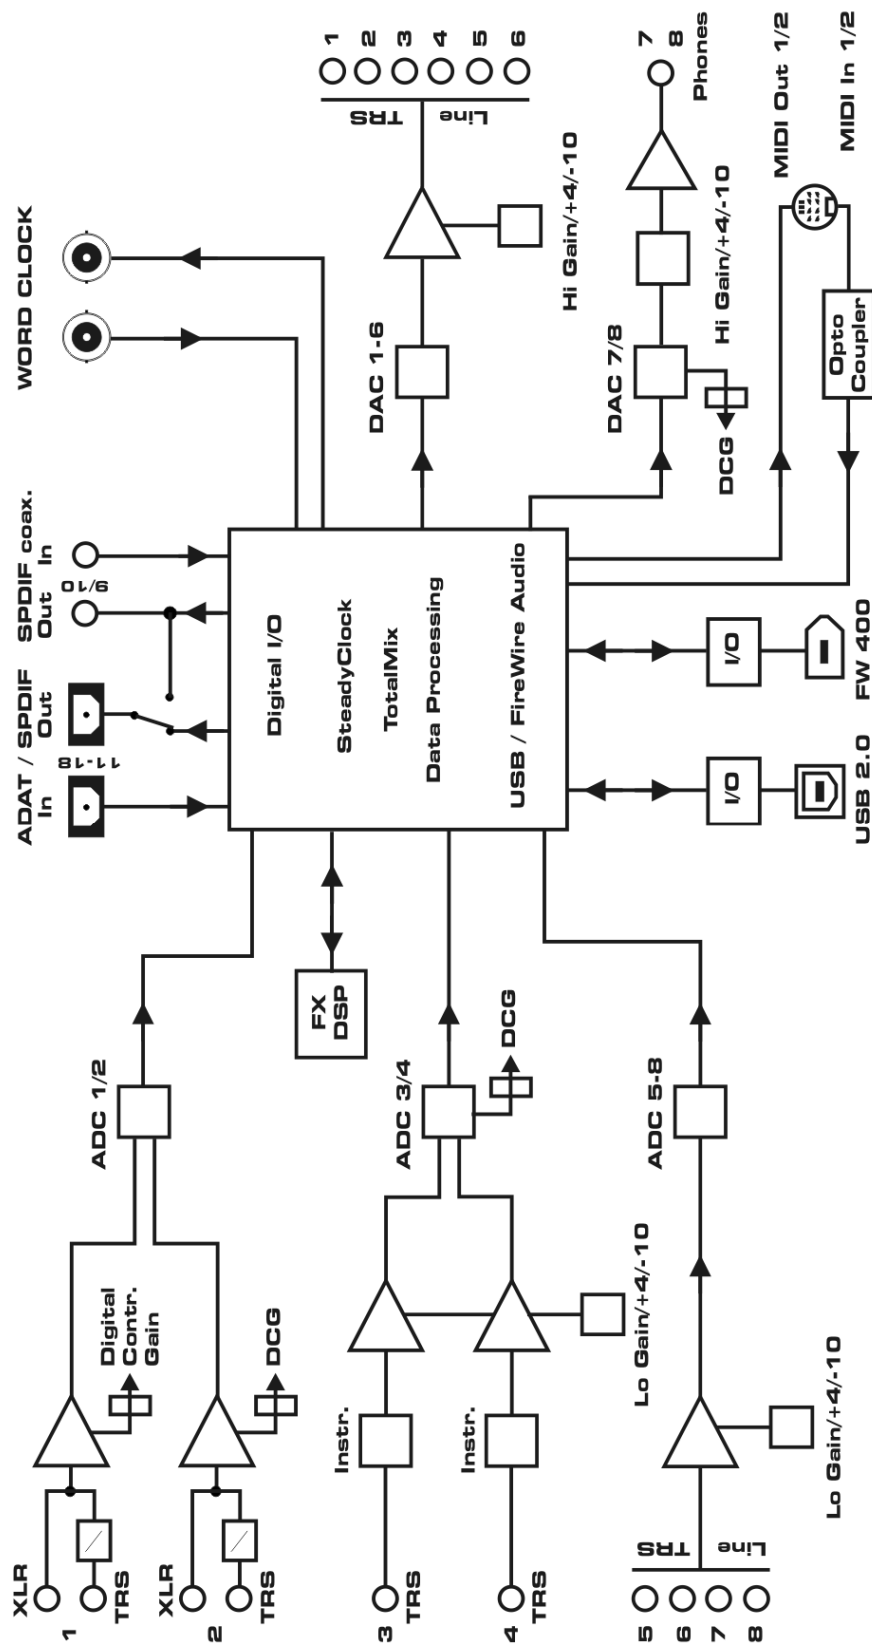 WORD CLOCK
SPDIF coax.
Out
In
9/10
ADAT / SPDIF
In
Out
11-18
1
2
3
4
5
6
TRS
Line
DAC 1-6
Hi Gain/+4/-10
7
8
Phones
DAC 7/8
Hi Gain/+4/-10
DCG
MIDI Out 1/2
MIDI In 1/2
Opto
Coupler
Digital I/O
SteadyClock
TotalMix
Data Processing
USB / FireWire Audio
I/O
FW 400
I/O
USB 2.0
FX
DSP
ADC 1/2
Digital
Contr.
Gain
DCG
XLR
1
TRS
XLR
2
TRS
ADC 3/4
DCG
Lo Gain/+4/-10
Instr.
Instr.
3
TRS
4
TRS
ADC 5-8
Lo Gain/+4/-10
TRS
Line
5
6
7
8